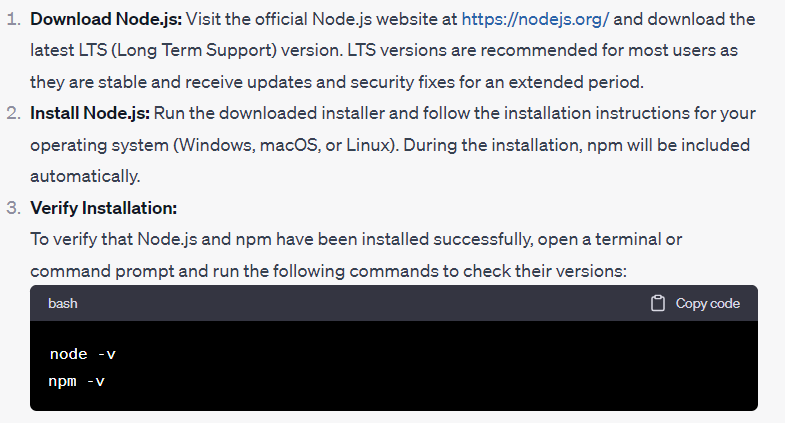 1. Download Node.js: Visit the official Node.js website at https://nodejs.org/ and download the
latest LTS (Long Term Support) version. LTS versions are recommended for most users as
they are stable and receive updates and security fixes for an extended period.
2. Install Node.js: Run the downloaded installer and follow the installation instructions for your
operating system (Windows, macOS, or Linux). During the installation, npm will be included
automatically.
3. Verify Installation:
To verify that Node.js and npm have been installed successfully, open a terminal or
command prompt and run the following commands to check their versions:
bash Copy code
node -v
npm -v